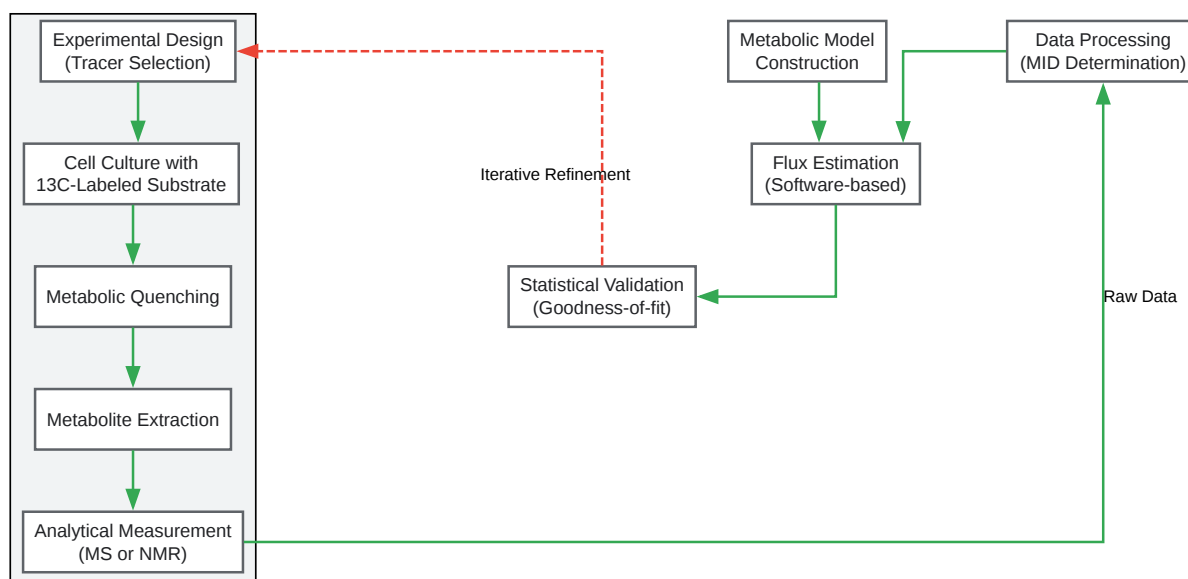 Experimental Design
(Tracer Selection)
Cell Culture with
13C-Labeled Substrate
Metabolic Quenching
Metabolite Extraction
Analytical Measurement
(MS or NMR)
Iterative Refinement
Statistical Validation
(Goodness-of-fit)
Metabolic Model
Construction
Flux Estimation
(Software-based)
Data Processing
(MID Determination)
Raw Data